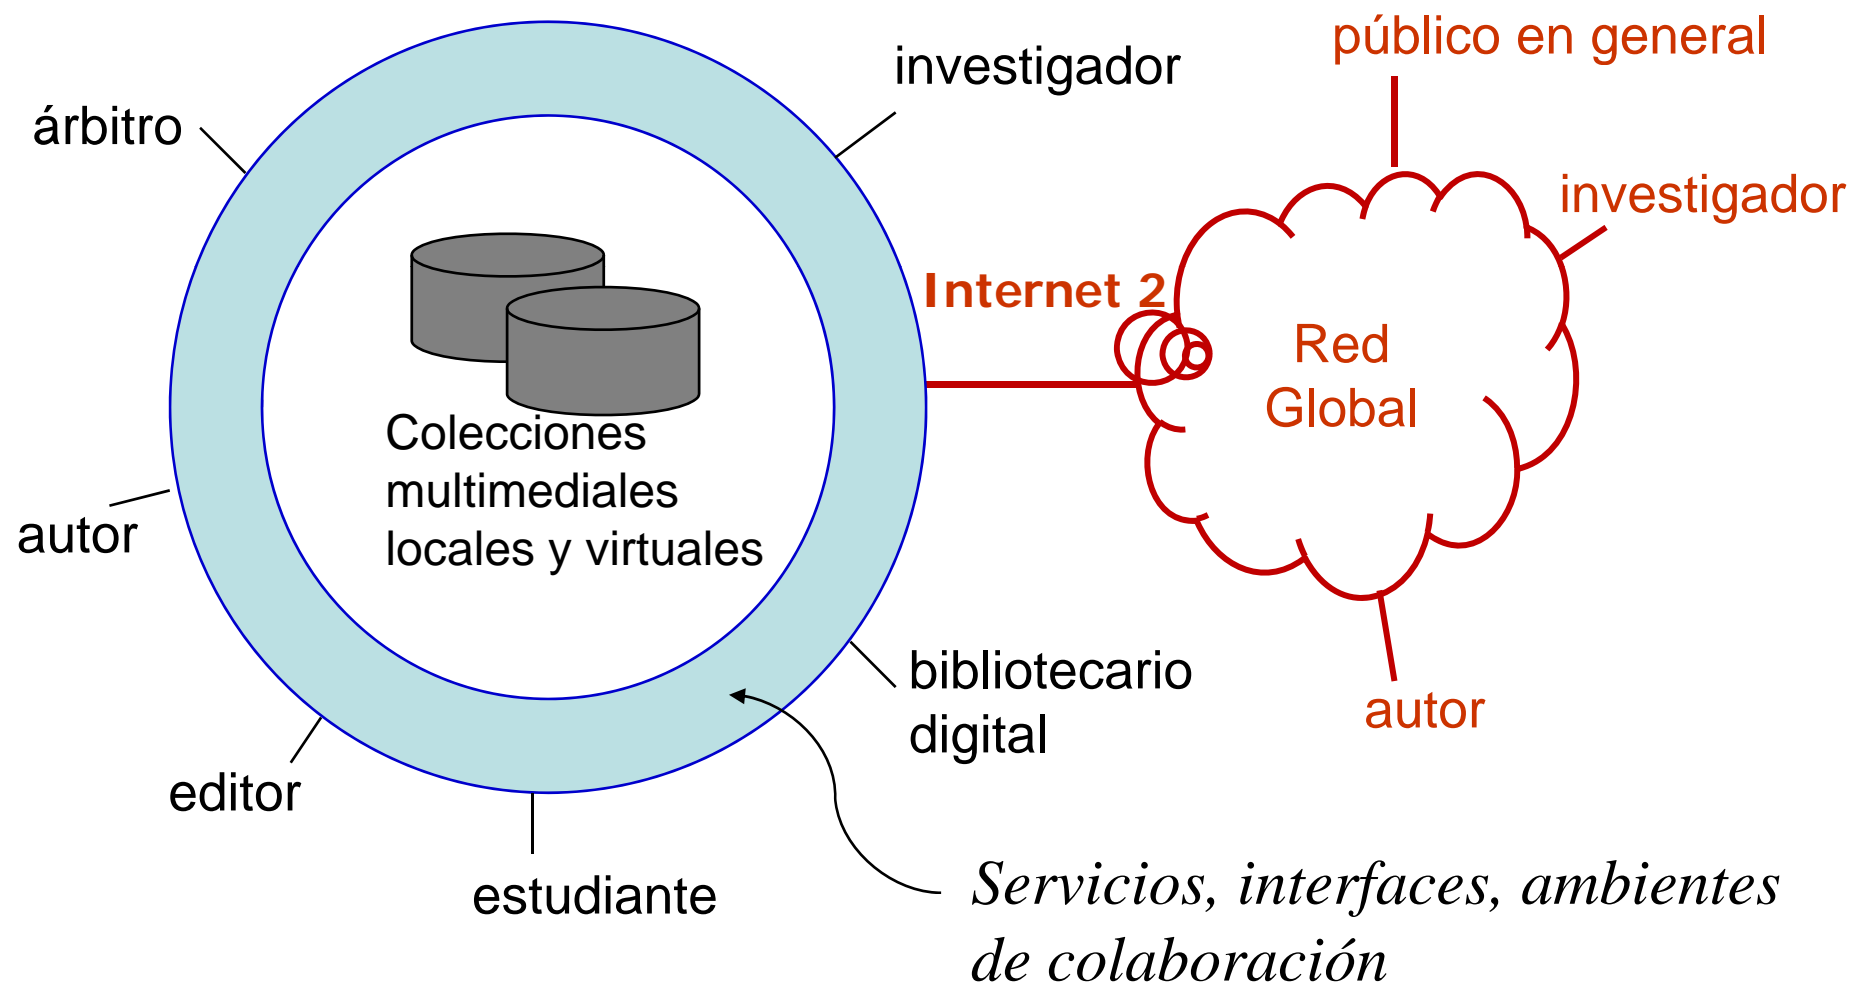 público en general
investigador
árbitro
investigador
Internet 2
Red
Global
Colecciones
multimediales
locales y virtuales
autor
bibliotecario
digital
autor
editor
estudiante
Servicios, interfaces, ambientes
de colaboración